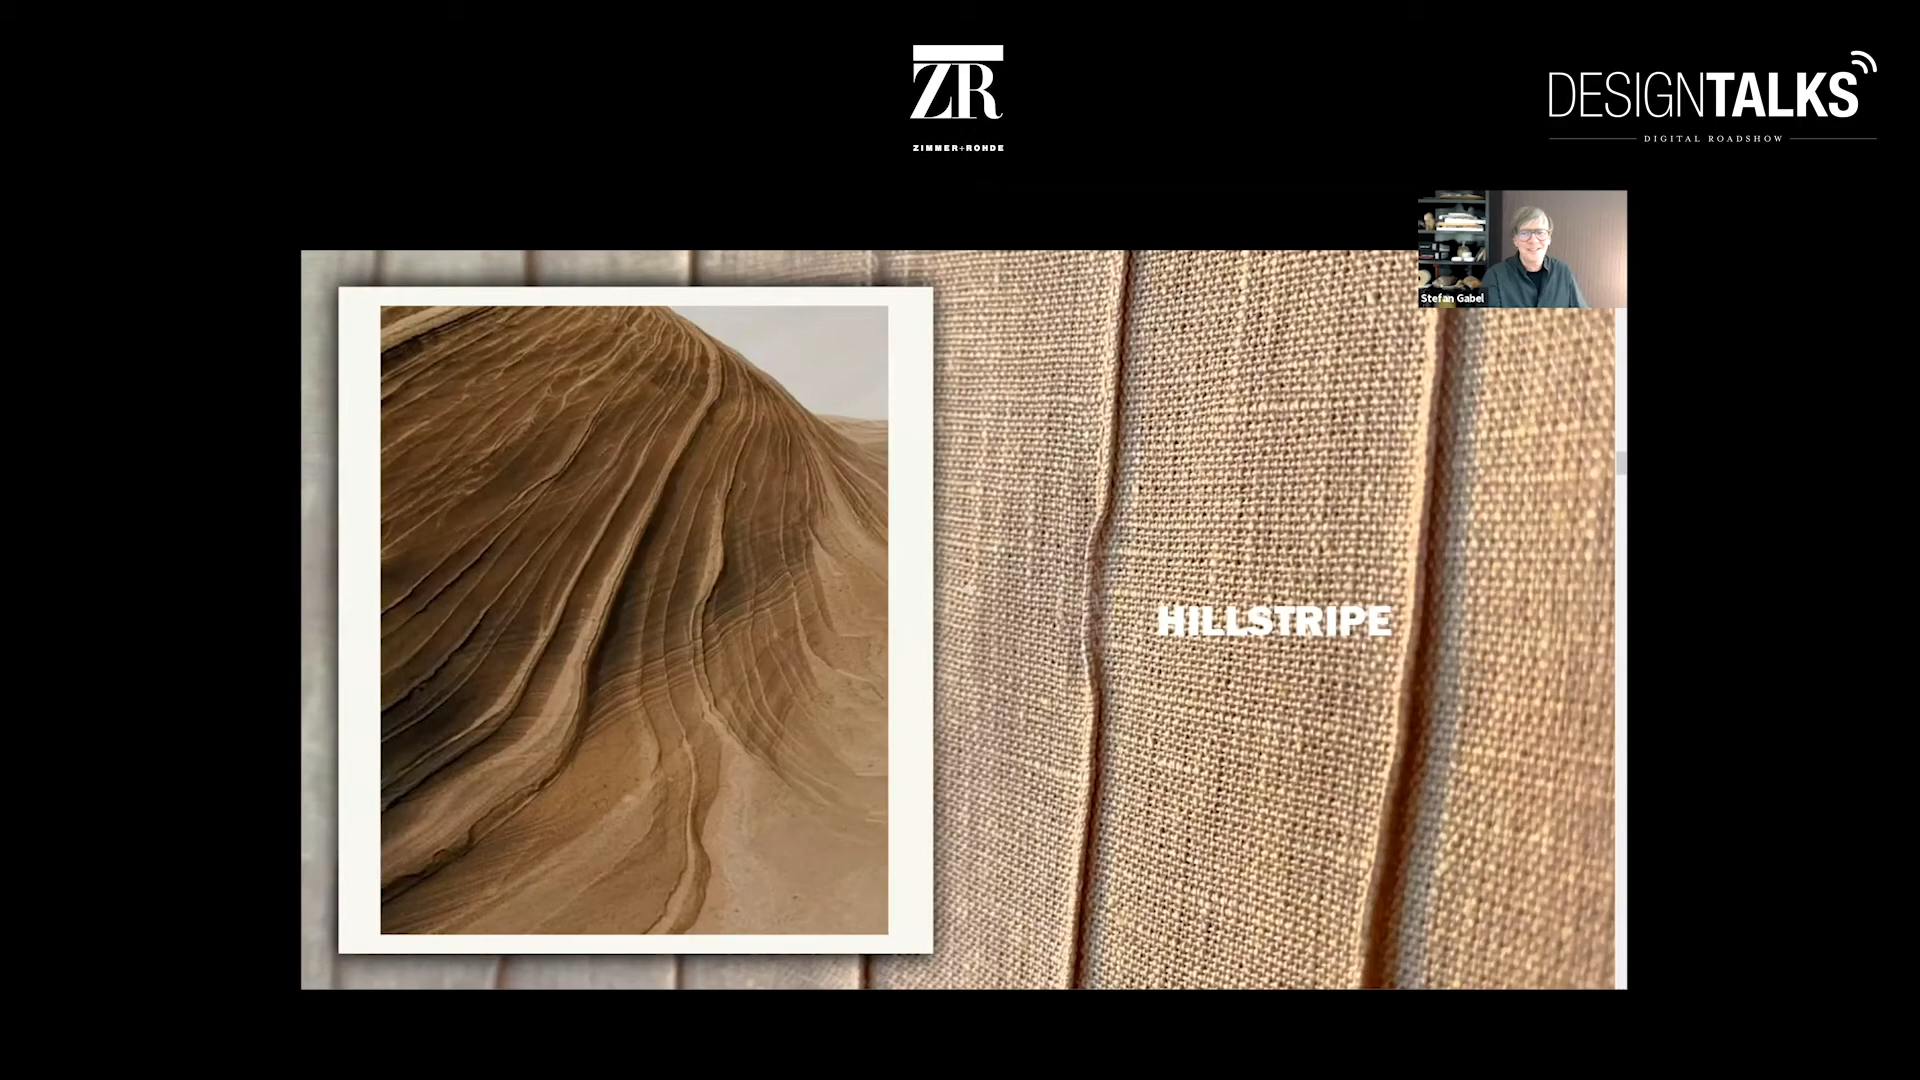 ZR
ZIMMER+ROHDE
DESIGNTALKS
DIGITAL ROADSHOW
Stefan Gabel
HILLSTRIPE